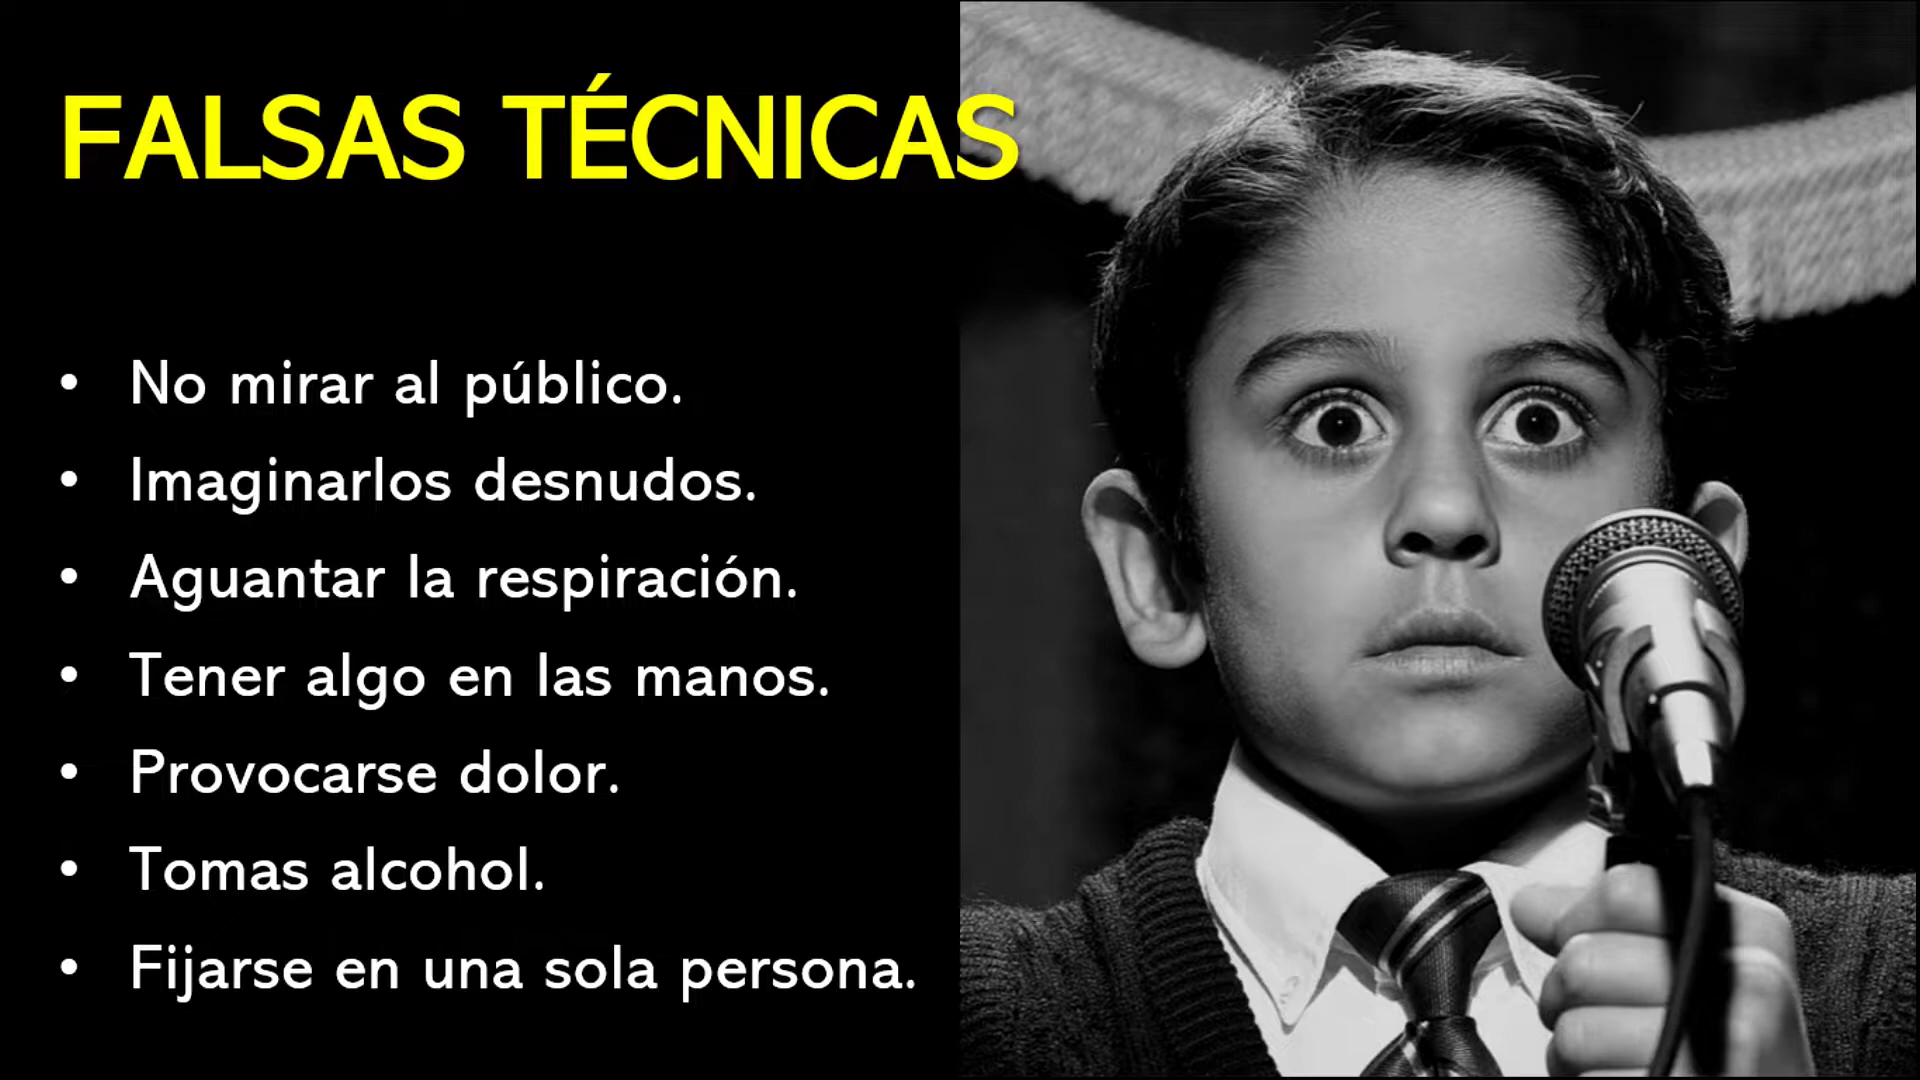 FALSAS TÉCNICAS
• No mirar al público.
• Imaginarlos desnudos.
• Aguantar la respiración.
• Tener algo en las manos.
• Provocarse dolor.
• Tomas alcohol.
• Fijarse en una sola persona.